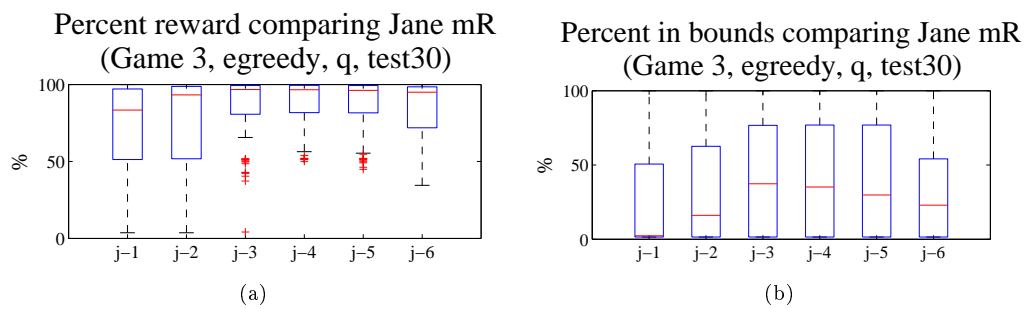 Percent reward comparing Jane mR
(Game 3, egreedy, q, test30)
100
50
0
%
j−1 j−2 j−3 j−4 j−5 j−6
(a)
Percent in bounds comparing Jane mR
(Game 3, egreedy, q, test30)
100
50
0
%
j−1 j−2 j−3 j−4 j−5 j−6
(b)